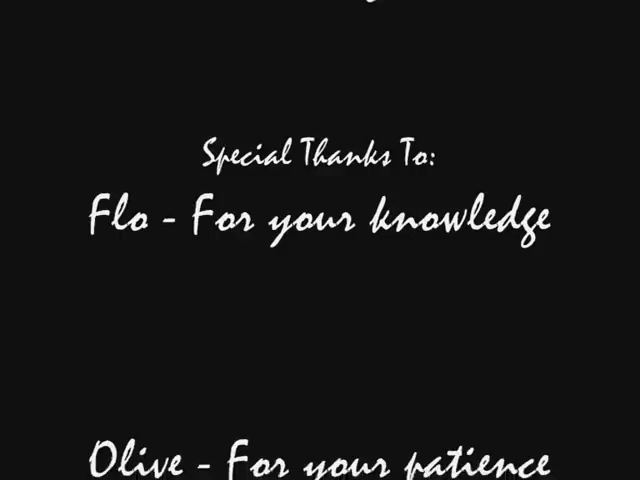 Special Thanks To:
Flo - For your knowledge
Olive - For your patience